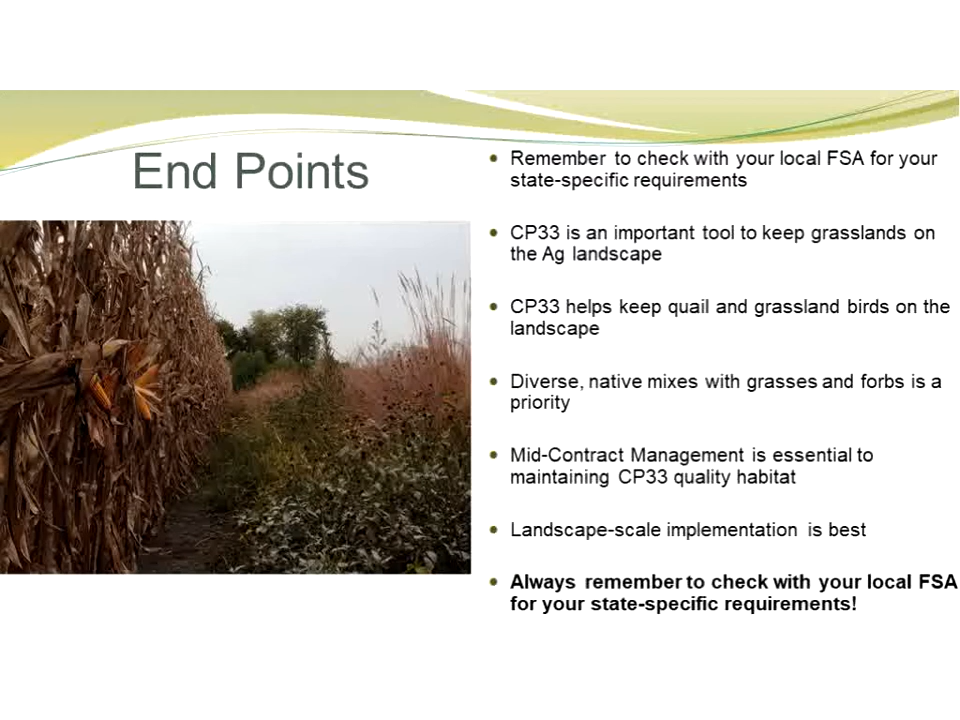 End Points
Remember to check with your local FSA for your
state-specific requirements
CP33 is an important tool to keep grasslands on
the Ag landscape
CP33 helps keep quail and grassland birds on the
landscape
Diverse, native mixes with grasses and forbs is a
priority
Mid-Contract Management is essential to
maintaining CP33 quality habitat
Landscape-scale implementation is best
Always remember to check with your local FSA
for your state-specific requirements!